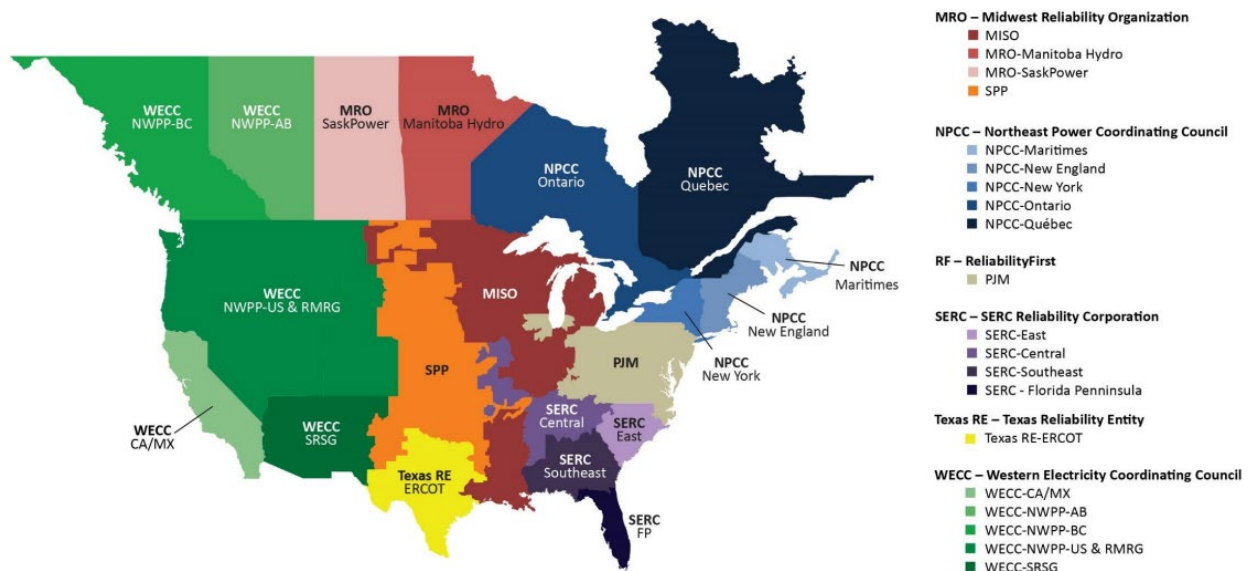 WECC
NWPP-BC
WECC
NWPP-AB
MRO
SaskPower
MRO
Manitoba Hydro
NPCC
Ontario
NPCC
Quebec
WECC
NWPP-US & RMRG
MISO
NPCC
Maritimes
NPCC
New England
NPCC
New York
SPP
PJM
WECC
CA/MX
WECC
SRSG
SERC
Central
SERC
East
SERC
Southeast
Texas RE
ERCOT
SERC
FP
MRO – Midwest Reliability Organization
MISO
MRO-Manitoba Hydro
MRO-SaskPower
SPP
NPCC – Northeast Power Coordinating Council
NPCC-Maritimes
NPCC-New England
NPCC-New York
NPCC-Ontario
NPCC-Québec
RF – ReliabilityFirst
PJM
SERC – SERC Reliability Corporation
SERC-East
SERC-Central
SERC-Southeast
SERC - Florida Penninsula
Texas RE – Texas Reliability Entity
Texas RE-ERCOT
WECC – Western Electricity Coordinating Council
WECC-CA/MX
WECC-NWPP-AB
WECC-NWPP-BC
WECC-NWPP-US & RMRG
WECC-SRSG